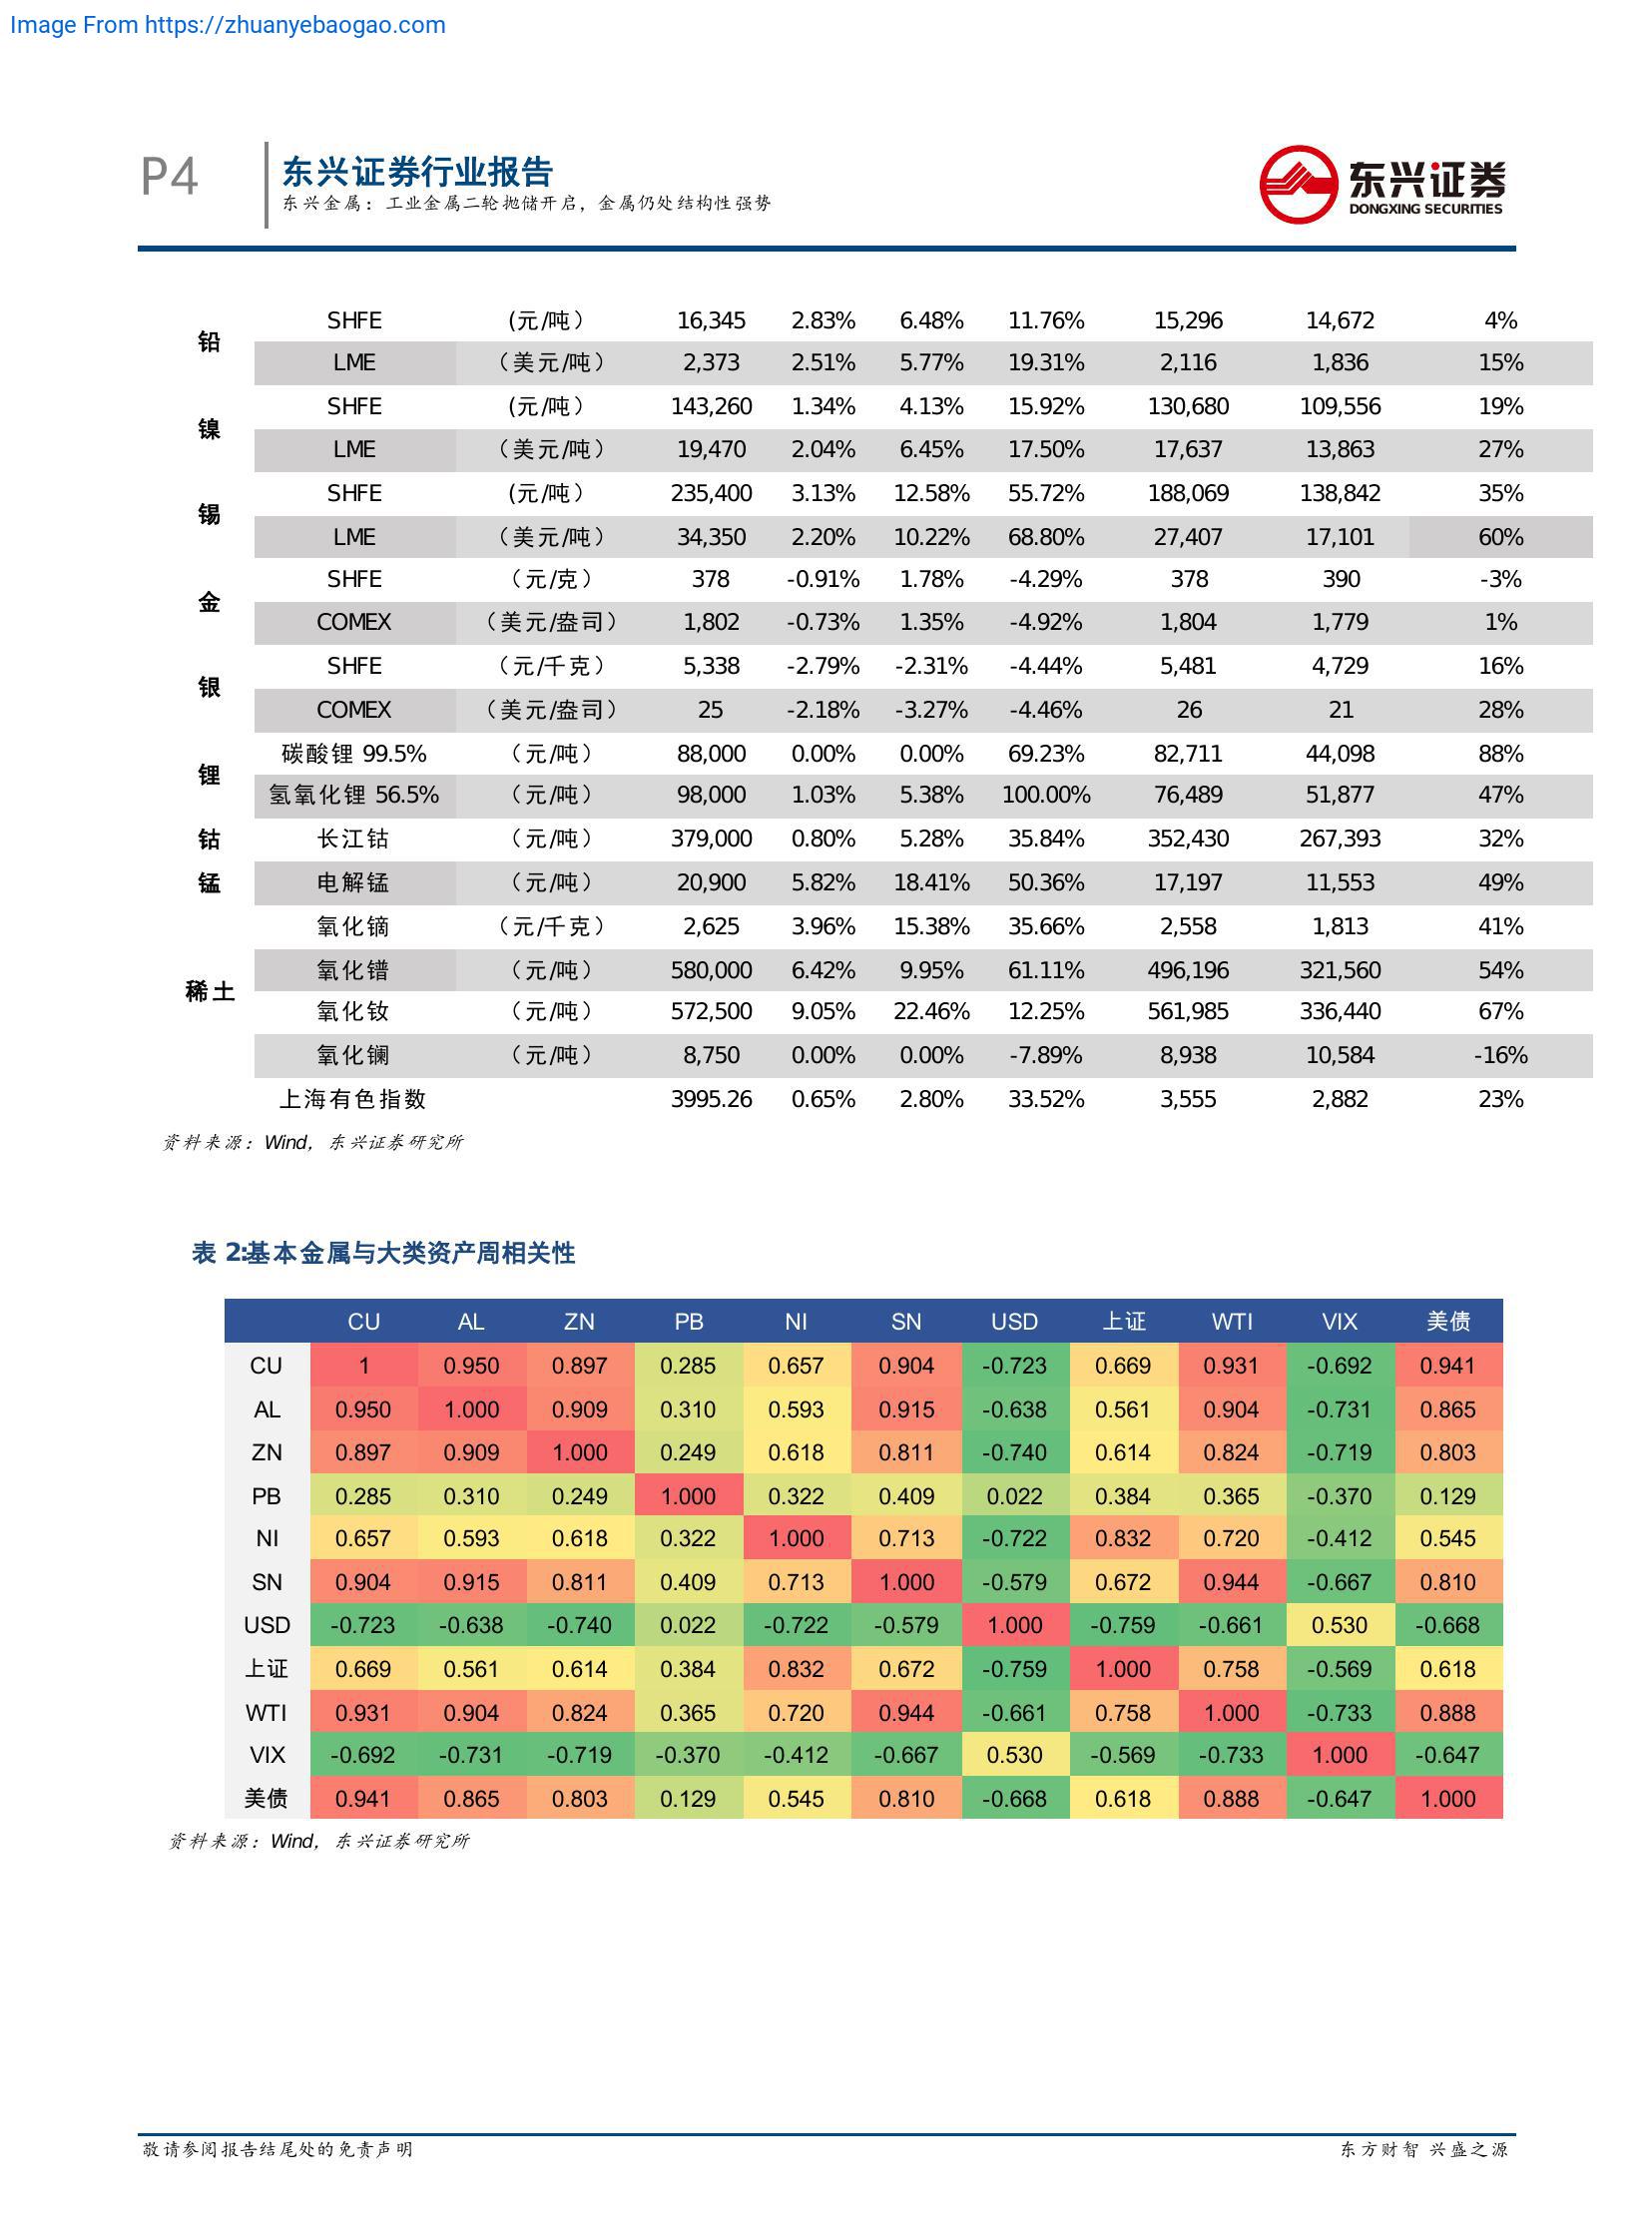 Image From https://zhuanyebaogao.com
P4
东兴证券行业报告
东兴金属：工业金属二轮抛储开启，金属仍处结构性强势
东兴证券
DONGXING SECURITIES
铅 SHFE (元/吨） 16,345 2.83% 6.48% 11.76% 15,296 14,672 4%
LME （美元/吨） 2,373 2.51% 5.77% 19.31% 2,116 1,836 15%
镍 SHFE (元/吨） 143,260 1.34% 4.13% 15.92% 130,680 109,556 19%
LME （美元/吨） 19,470 2.04% 6.45% 17.50% 17,637 13,863 27%
锡 SHFE (元/吨） 235,400 3.13% 12.58% 55.72% 188,069 138,842 35%
LME （美元/吨） 34,350 2.20% 10.22% 68.80% 27,407 17,101 60%
金 SHFE （元/克） 378 -0.91% 1.78% -4.29% 378 390 -3%
COMEX （美元/盎司） 1,802 -0.73% 1.35% -4.92% 1,804 1,779 1%
银 SHFE （元/千克） 5,338 -2.79% -2.31% -4.44% 5,481 4,729 16%
COMEX （美元/盎司） 25 -2.18% -3.27% -4.46% 26 21 28%
锂 碳酸锂 99.5% （元/吨） 88,000 0.00% 0.00% 69.23% 82,711 44,098 88%
氢氧化锂 56.5% （元/吨） 98,000 1.03% 5.38% 100.00% 76,489 51,877 47%
钴 长江钴 （元/吨） 379,000 0.80% 5.28% 35.84% 352,430 267,393 32%
锰 电解锰 （元/吨） 20,900 5.82% 18.41% 50.36% 17,197 11,553 49%
稀土 氧化镝 （元/千克） 2,625 3.96% 15.38% 35.66% 2,558 1,813 41%
氧化镨 （元/吨） 580,000 6.42% 9.95% 61.11% 496,196 321,560 54%
氧化钕 （元/吨） 572,500 9.05% 22.46% 12.25% 561,985 336,440 67%
氧化镧 （元/吨） 8,750 0.00% 0.00% -7.89% 8,938 10,584 -16%
上海有色指数 3995.26 0.65% 2.80% 33.52% 3,555 2,882 23%
资料来源：Wind，东兴证券研究所
表 2:基本金属与大类资产周相关性
CU AL ZN PB NI SN USD 上证 WTI VIX 美债
CU 1 0.950 0.897 0.285 0.657 0.904 -0.723 0.669 0.931 -0.692 0.941
AL 0.950 1.000 0.909 0.310 0.593 0.915 -0.638 0.561 0.904 -0.731 0.865
ZN 0.897 0.909 1.000 0.249 0.618 0.811 -0.740 0.614 0.824 -0.719 0.803
PB 0.285 0.310 0.249 1.000 0.322 0.409 0.022 0.384 0.365 -0.370 0.129
NI 0.657 0.593 0.618 0.322 1.000 0.713 -0.722 0.832 0.720 -0.412 0.545
SN 0.904 0.915 0.811 0.409 0.713 1.000 -0.579 0.672 0.944 -0.667 0.810
USD -0.723 -0.638 -0.740 0.022 -0.722 -0.579 1.000 -0.759 -0.661 0.530 -0.668
上证 0.669 0.561 0.614 0.384 0.832 0.672 -0.759 1.000 0.758 -0.569 0.618
WTI 0.931 0.904 0.824 0.365 0.720 0.944 -0.661 0.758 1.000 -0.733 0.888
VIX -0.692 -0.731 -0.719 -0.370 -0.412 -0.667 0.530 -0.569 -0.733 1.000 -0.647
美债 0.941 0.865 0.803 0.129 0.545 0.810 -0.668 0.618 0.888 -0.647 1.000
资料来源：Wind，东兴证券研究所
敬请参阅报告结尾处的免责声明
东方财智 兴盛之源